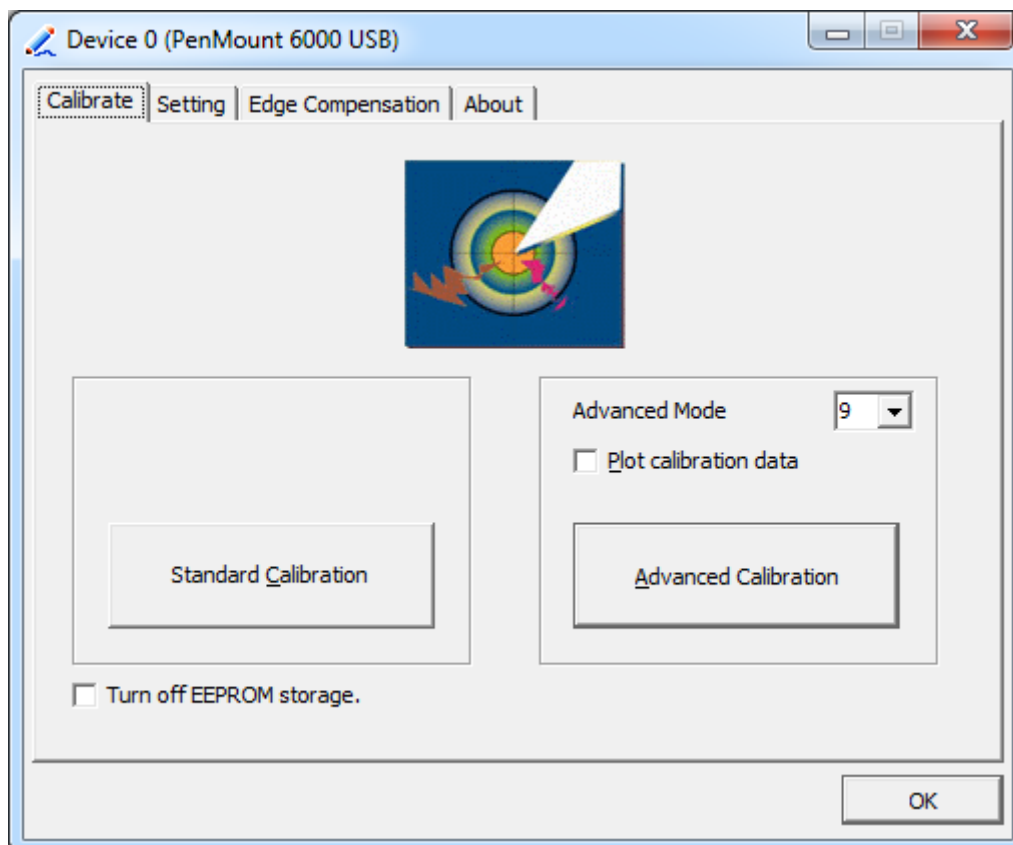 Device 0 (PenMount 6000 USB)
Calibrate Setting Edge Compensation About
Advanced Mode 9
Plot calibration data
Standard Calibration
Advanced Calibration
Turn off EEPROM storage.
OK